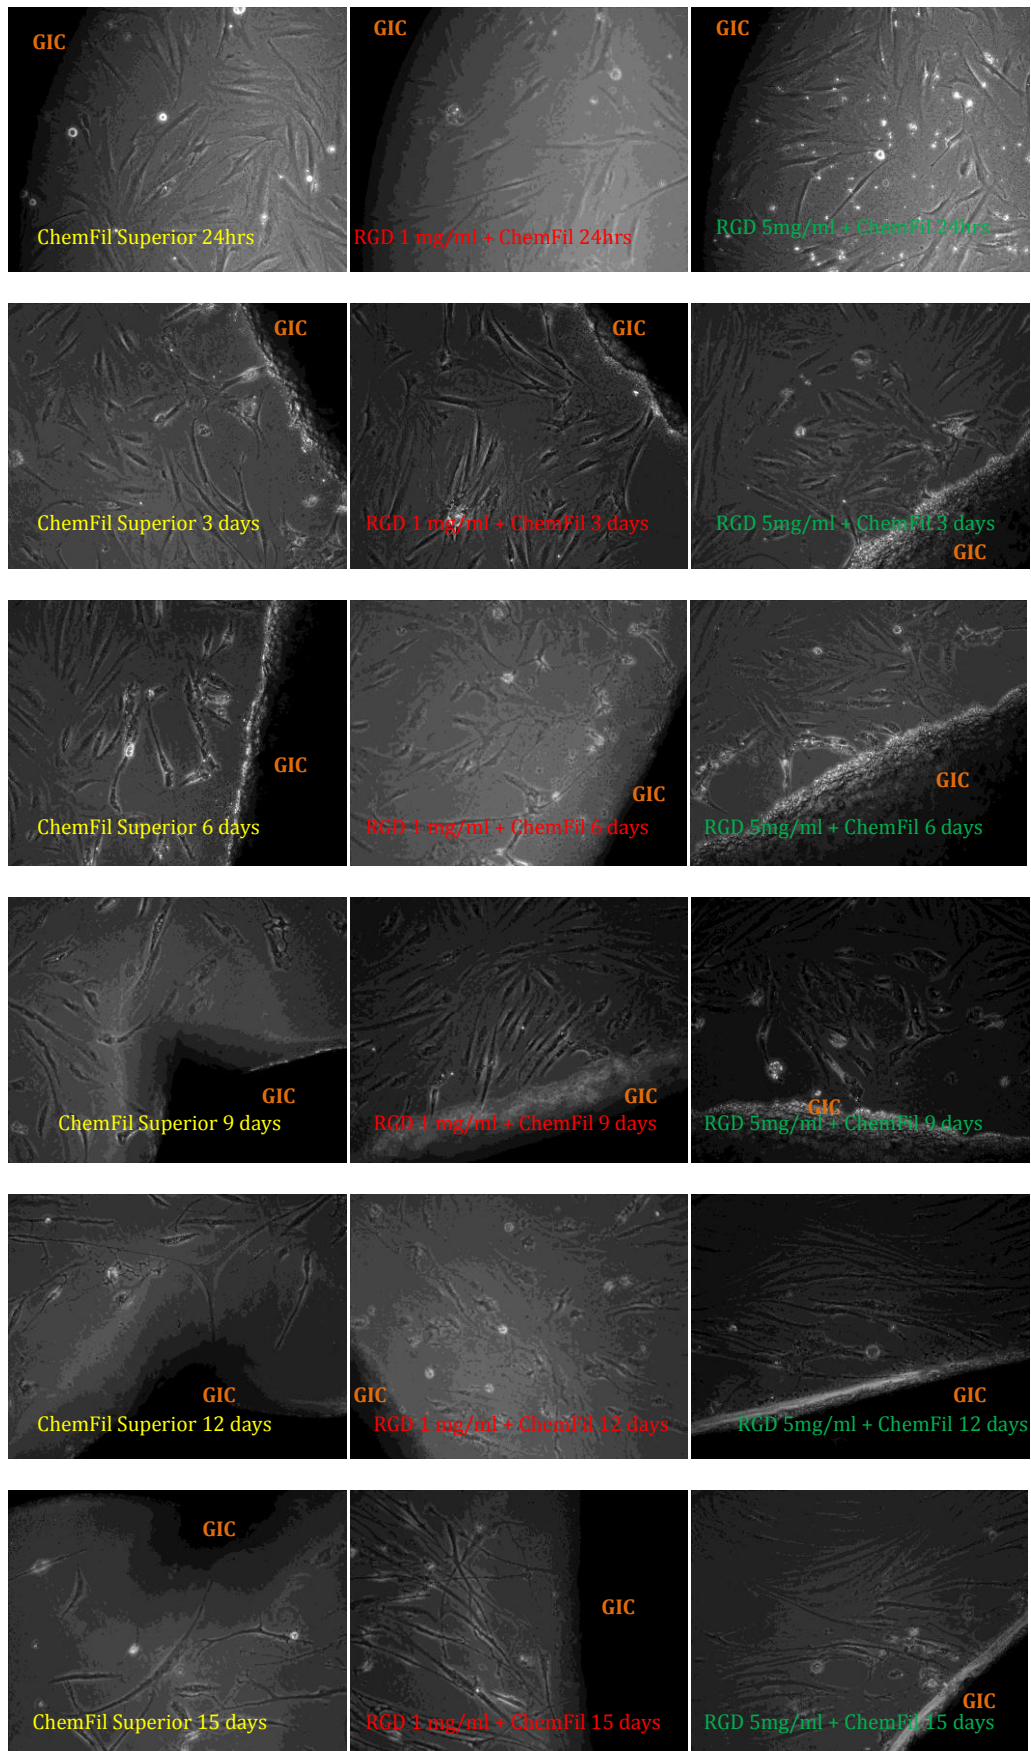 GIC
ChemFil Superior 24hrs
GIC
RGD 1 mg/ml + ChemFil 24hrs
GIC
RGD 5mg/ml + ChemFil 24hrs
GIC
ChemFil Superior 3 days
GIC
RGD 1 mg/ml + ChemFil 3 days
RGD 5mg/ml + ChemFil 3 days
GIC
GIC
ChemFil Superior 6 days
GIC
RGD 1 mg/ml + ChemFil 6 days
GIC
RGD 5mg/ml + ChemFil 6 days
GIC
ChemFil Superior 9 days
GIC
RGD 1 mg/ml + ChemFil 9 days
GIC
RGD 5mg/ml + ChemFil 9 days
GIC
ChemFil Superior 12 days
GIC
RGD 1 mg/ml + ChemFil 12 days
GIC
RGD 5mg/ml + ChemFil 12 days
GIC
ChemFil Superior 15 days
GIC
RGD 1 mg/ml + ChemFil 15 days
GIC
RGD 5mg/ml + ChemFil 15 days